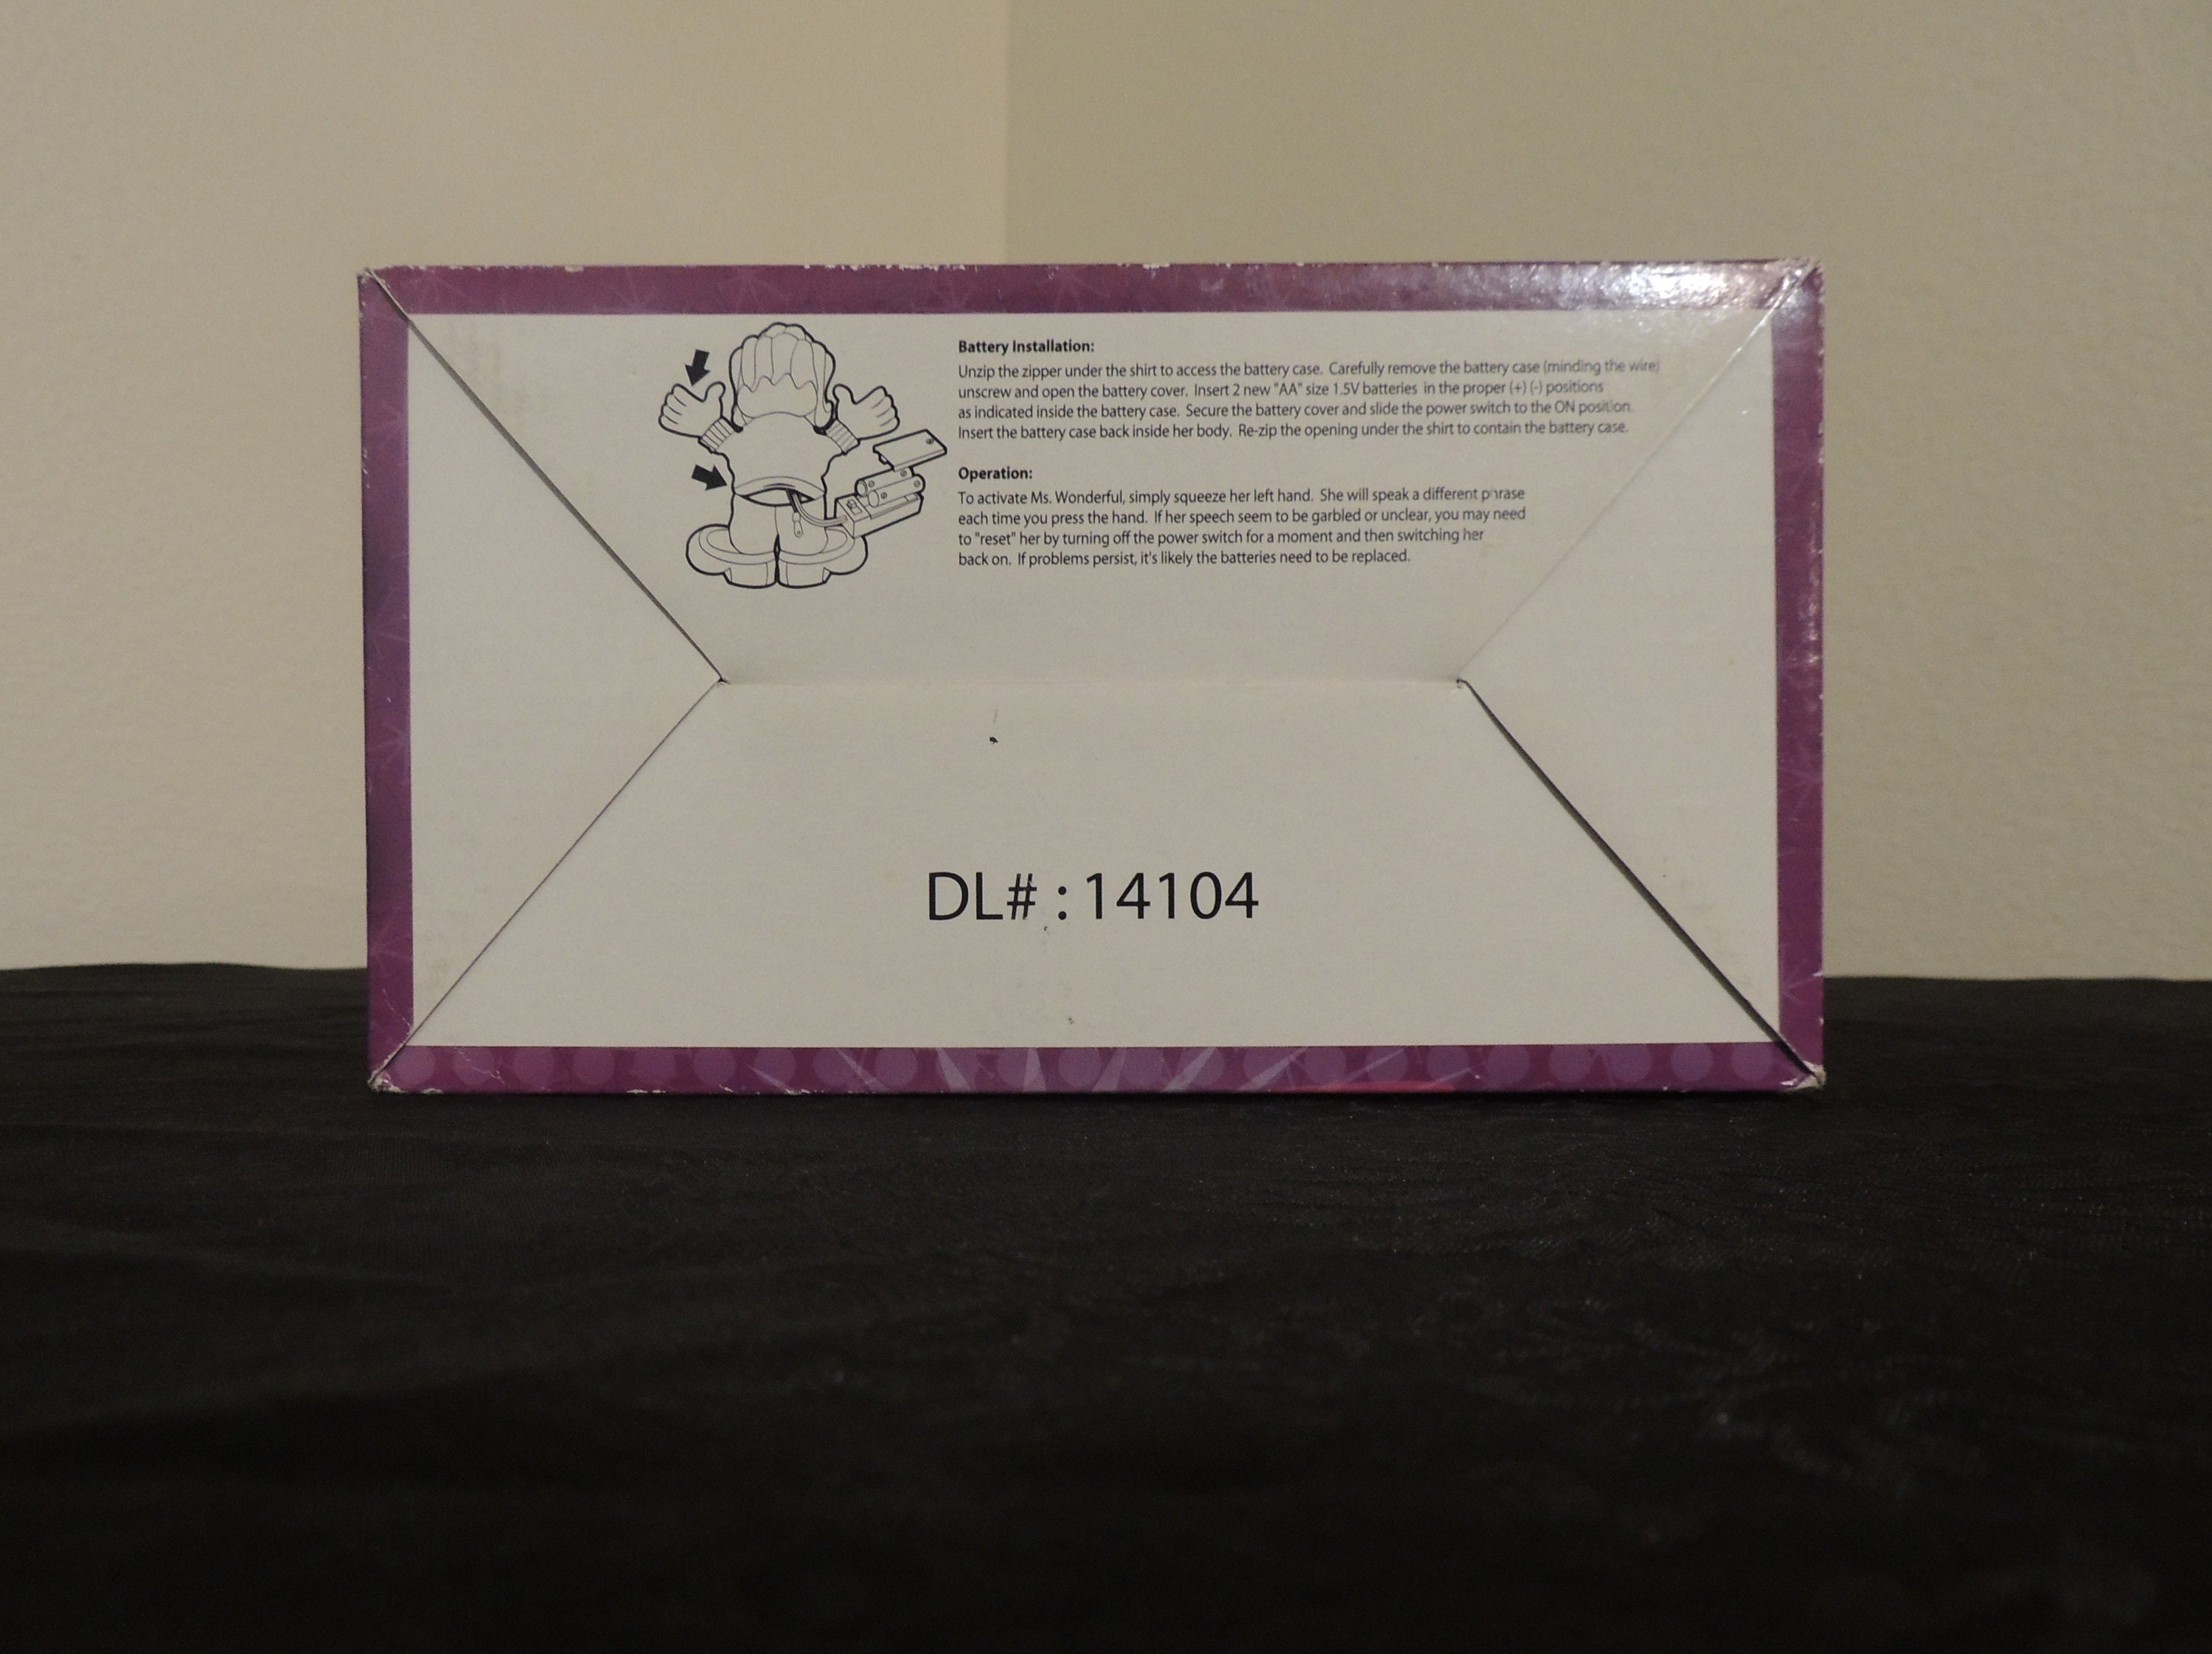 Battery Installation:
Unzip the zipper under the shirt to access the battery case. Carefully remove the battery case (minding the wire)
unscrew and open the battery cover. Insert 2 new "AA" size 1.5V batteries in the proper (+) (-) positions
as indicated inside the battery case. Secure the battery cover and slide the power switch to the ON position.
Insert the battery case back inside her body. Re-zip the opening under the shirt to contain the battery case.
Operation:
To activate Ms. Wonderful, simply squeeze her left hand. She will speak a different phrase
each time you press the hand. If her speech seem to be garbled or unclear, you may need
to "reset" her by turning off the power switch for a moment and then switching her
back on. If problems persist, it's likely the batteries need to be replaced.
DL# : 14104